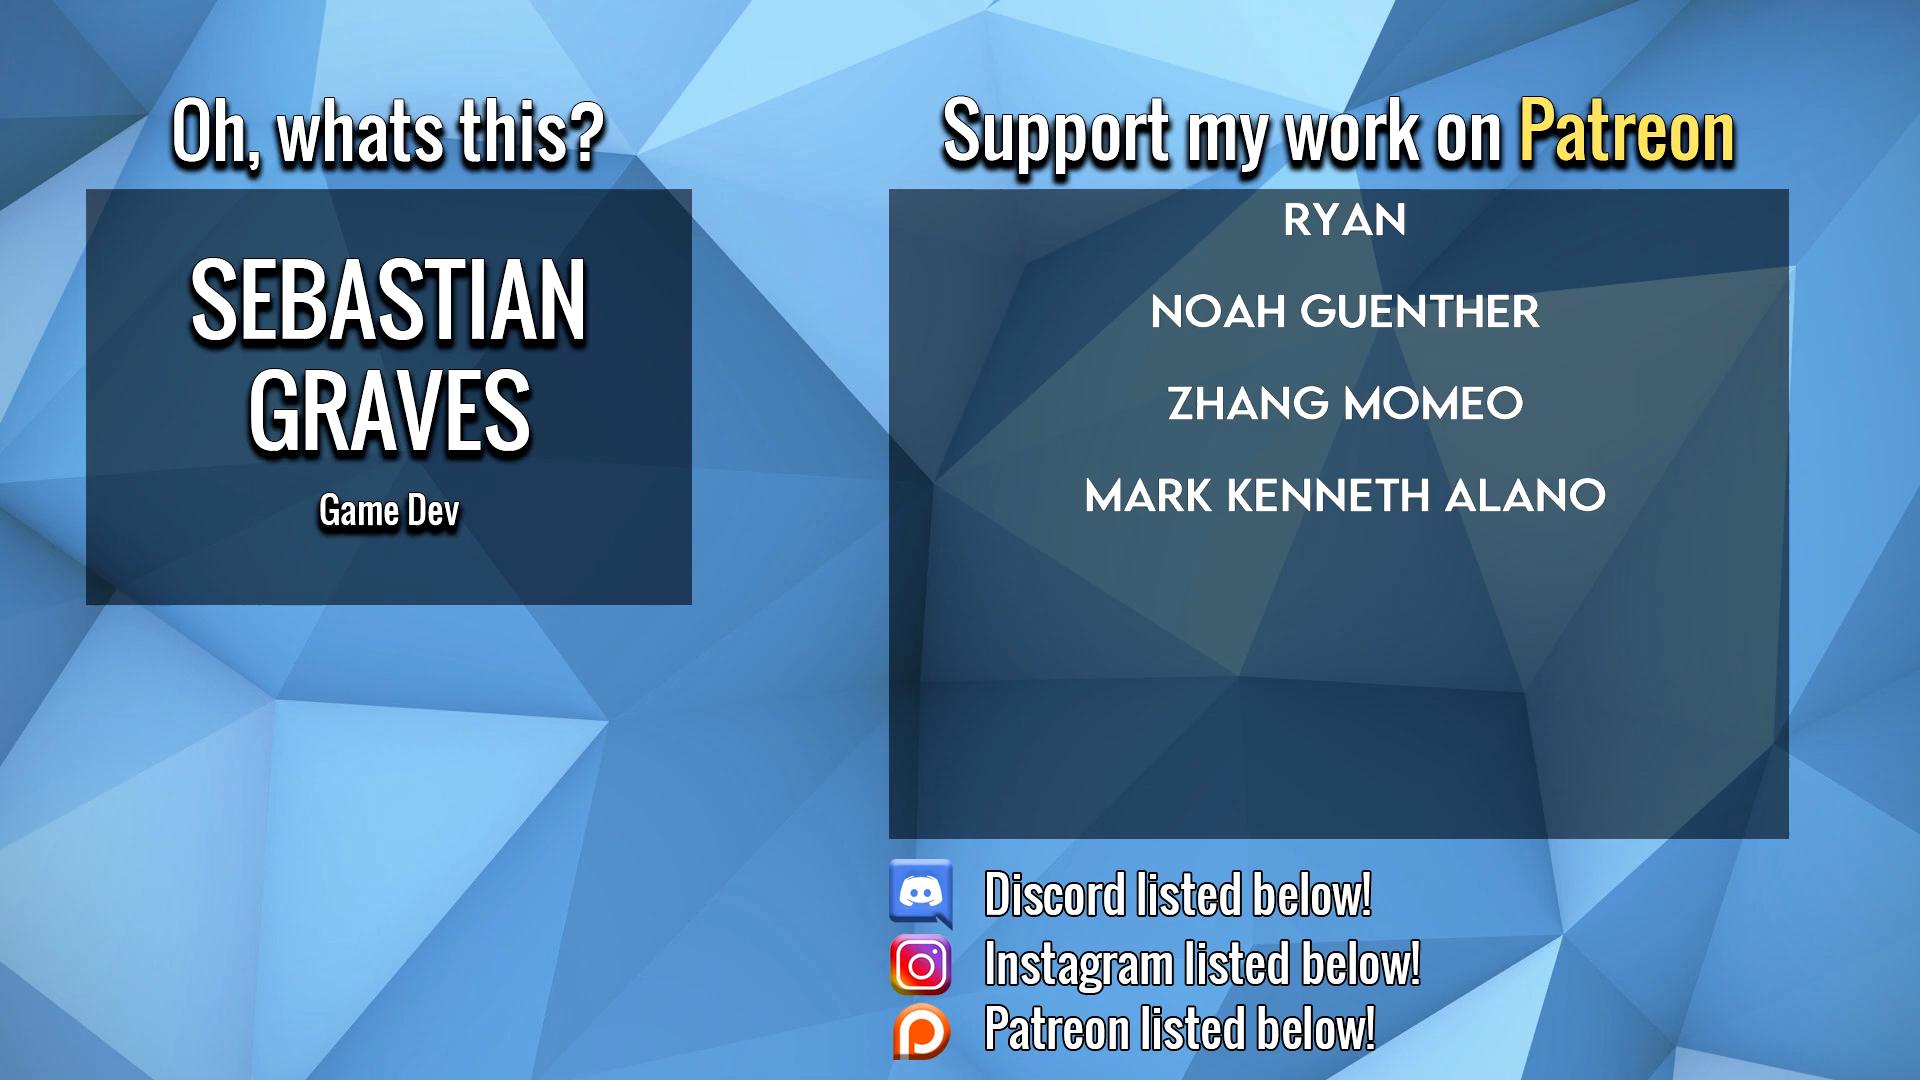 Oh, whats this?
SEBASTIAN
GRAVES
Game Dev
Support my work on Patreon
RYAN
NOAH GUENTHER
ZHANG MOMEO
MARK KENNETH ALANO
Discord listed below!
Instagram listed below!
Patreon listed below!